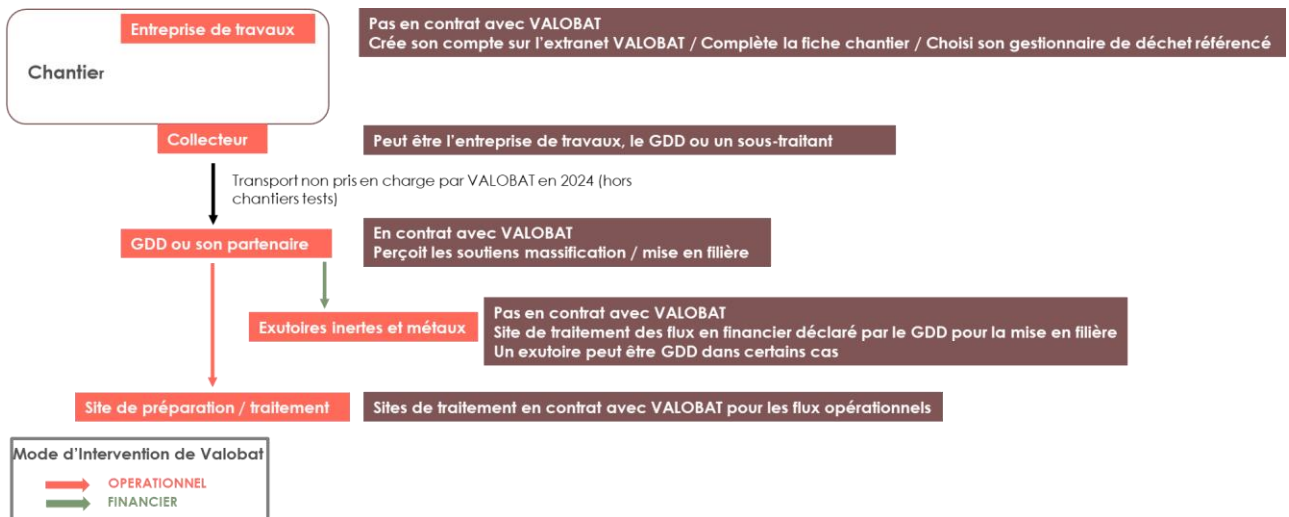 Entreprise de travaux
Pas en contrat avec VALOBAT
Crée son compte sur l'extranet VALOBAT / Complète la fiche chantier / Choisi son gestionnaire de déchet référencé
Chantier
Collecteur
Peut être l'entreprise de travaux, le GDD ou un sous-traitant
Transport non pris en charge par VALOBAT en 2024 (hors
chantiers tests)
GDD ou son partenaire
En contrat avec VALOBAT
Perçoit les soutiens massification / mise en filière
Exutoires inertes et métaux
Pas en contrat avec VALOBAT
Site de traitement des flux en financier déclaré par le GDD pour la mise en filière
Un exutoire peut être GDD dans certains cas
Site de préparation / traitement
Sites de traitement en contrat avec VALOBAT pour les flux opérationnels
Mode d'Intervention de Valobat
OPERATIONNEL
FINANCIER